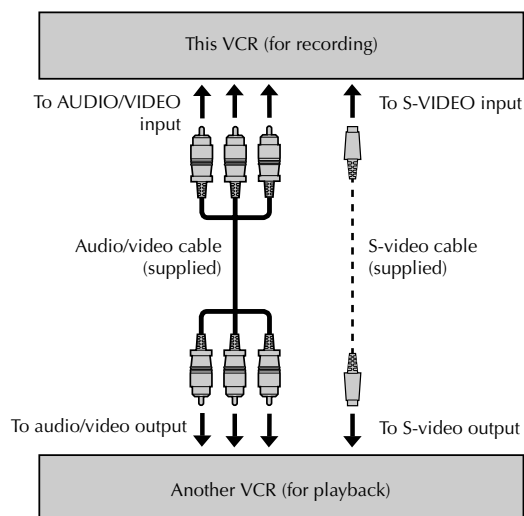 This VCR (for recording)
To AUDIO/VIDEO
input
To S-VIDEO input
Audio/video cable
(supplied)
S-video cable
(supplied)
To audio/video output
To S-video output
Another VCR (for playback)